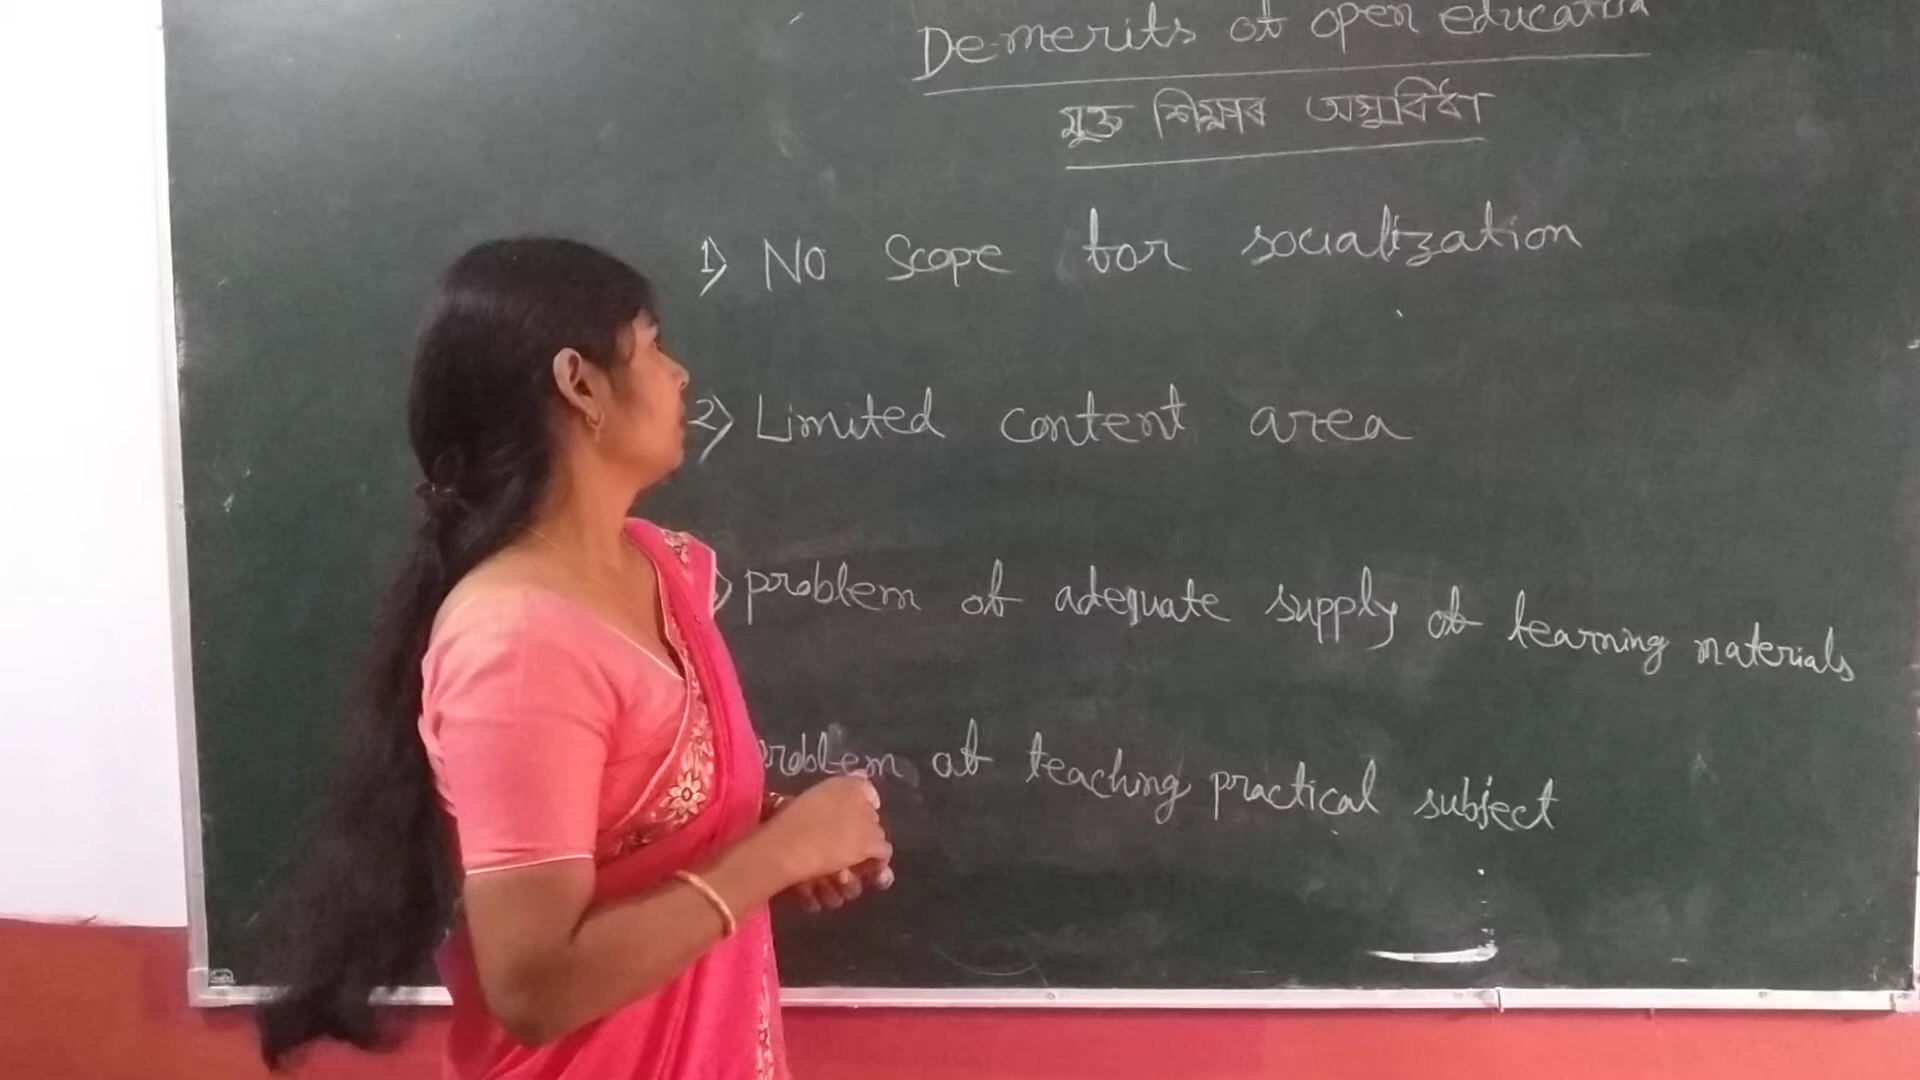 De-merits of open education
মুক্ত শিক্ষাৰ অসুবিধা
1) No scope for socialization
2) Limited content area
) problem of adequate supply of learning materials
problem of teaching practical subject